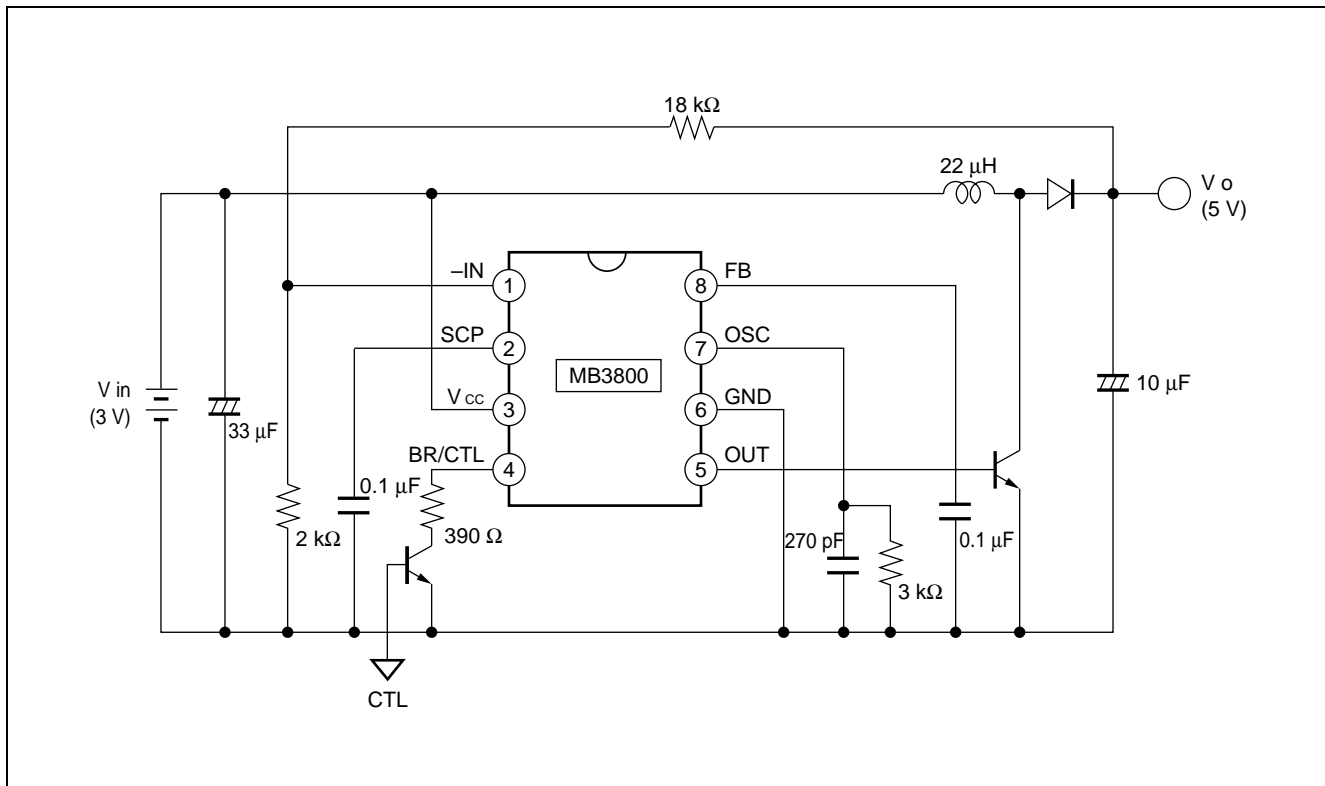 18 kΩ
22 μH
V o
(5 V)
–IN
1
8
FB
SCP
2
7
OSC
MB3800
V in
(3 V)
33 μF
VCC
3
6
GND
10 μF
BR/CTL
4
5
OUT
0.1 μF
2 kΩ
390 Ω
270 pF
3 kΩ
0.1 μF
CTL